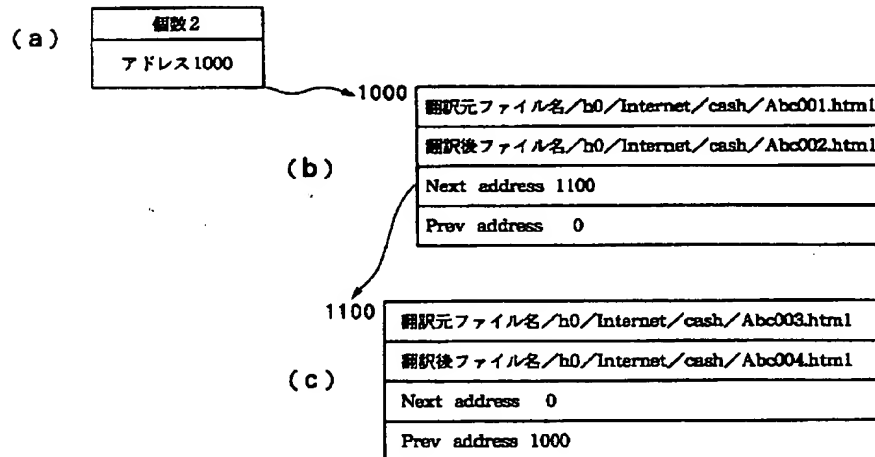 (a)
個数2
アドレス1000
1000
(b)
翻訳元ファイル名/h0/Internet/cash/Abc001.html
翻訳後ファイル名/h0/Internet/cash/Abc002.html
Next address 1100
Prev address 0
1100
(c)
翻訳元ファイル名/h0/Internet/cash/Abc003.html
翻訳後ファイル名/h0/Internet/cash/Abc004.html
Next address 0
Prev address 1000